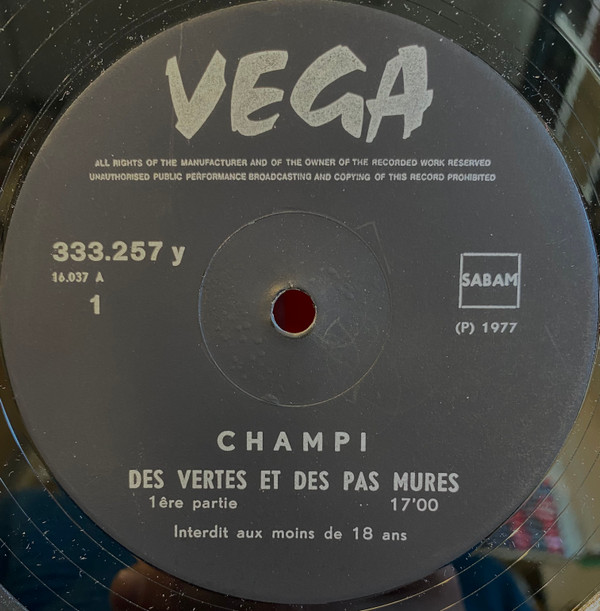 VEGA
ALL RIGHTS OF THE MANUFACTURER AND OF THE OWNER OF THE RECORDED WORK RESERVED
UNAUTHORISED PUBLIC PERFORMANCE BROADCASTING AND COPYING OF THIS RECORD PROHIBITED
333.257 y
16.037 A
1
SABAM
(P) 1977
CHAMPI
DES VERTES ET DES PAS MURES
1ère partie 17'00
Interdit aux moins de 18 ans